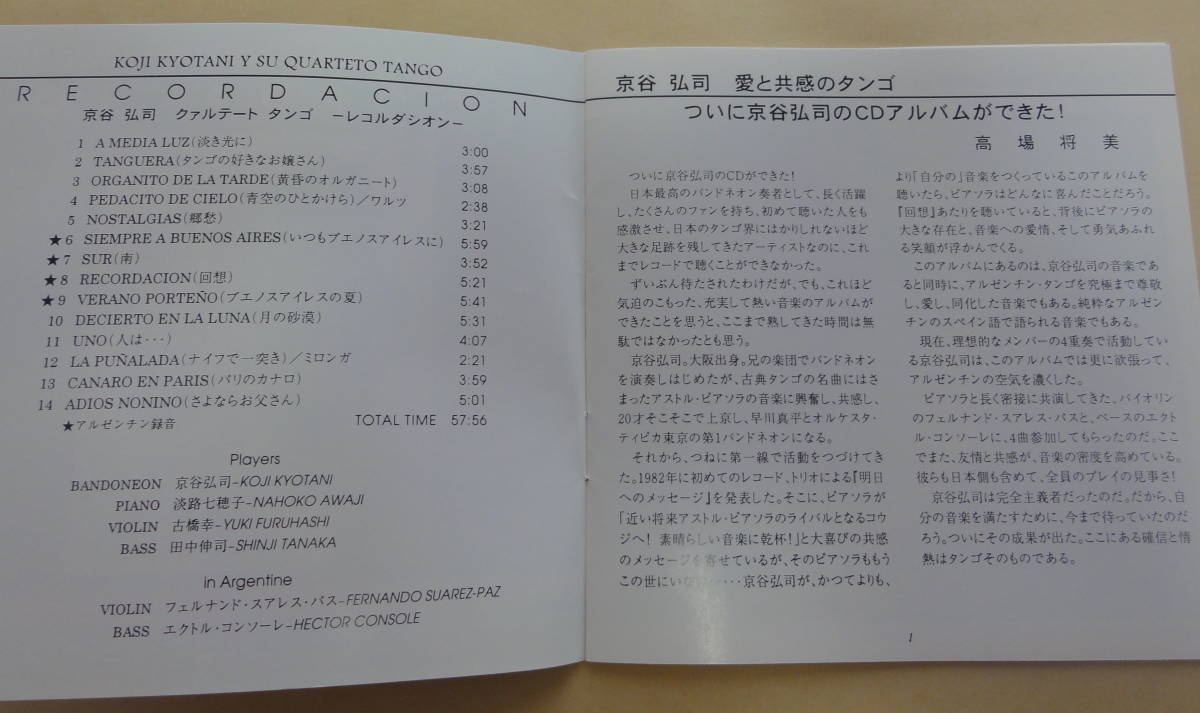 KOJI KYOTANI Y SU QUARTETO TANGO
RECORDACION
京谷 弘司 クァルテート タンゴ －レコルダシオン－
1 A MEDIA LUZ(淡き光に) 3:00
2 TANGUERA(タンゴの好きなお嬢さん) 3:57
3 ORGANITO DE LA TARDE(黄昏のオルガニート) 3:08
4 PEDACITO DE CIELO(青空のひとかけら)／ワルツ 2:38
5 NOSTALGIAS(郷愁) 3:21
★6 SIEMPRE A BUENOS AIRES(いつもブエノスアイレスに) 5:59
★7 SUR(南) 3:52
★8 RECORDACION(回想) 5:21
★9 VERANO PORTEÑO(ブエノスアイレスの夏) 5:41
10 DECIERTO EN LA LUNA(月の砂漠) 5:31
11 UNO(人は･･･) 4:07
12 LA PUÑALADA(ナイフで一突き)／ミロンガ 2:21
13 CANARO EN PARIS(パリのカナロ) 3:59
14 ADIOS NONINO(さよならお父さん) 5:01
★アルゼンチン録音 TOTAL TIME 57:56
Players
BANDONEON 京谷弘司-KOJI KYOTANI
PIANO 淡路七穂子-NAHOKO AWAJI
VIOLIN 古橋幸-YUKI FURUHASHI
BASS 田中伸司-SHINJI TANAKA
in Argentine
VIOLIN フェルナンド・スアレス・パス-FERNANDO SUAREZ-PAZ
BASS エクトル・コンソーレ-HECTOR CONSOLE
京谷 弘司 愛と共感のタンゴ
ついに京谷弘司のCDアルバムができた！
高場将美
ついに京谷弘司のCDができた！
日本最高のバンドネオン奏者として、長く活躍
し、たくさんのファンを持ち、初めて聴いた人をも
感激させ、日本のタンゴ界にはかりしれないほど
大きな足跡を残してきたアーティストなのに、これ
までレコードで聴くことができなかった。
ずいぶん待たされたわけだが、でも、これほど
気迫のこもった、充実して熱い音楽のアルバムが
できたことを思うと、ここまで熟してきた時間は無
駄ではなかったとも思う。
京谷弘司。大阪出身。兄の楽団でバンドネオン
を演奏しはじめたが、古典タンゴの名曲にはさ
まったアストル・ピアソラの音楽に興奮し、共感し、
20才そこそこで上京し、早川真平とオルケスタ・
ティピカ東京の第1バンドネオンになる。
それから、つねに第一線で活動をつづけてき
た。1982年に初めてのレコード、トリオによる『明日
へのメッセージ』を発表した。そこに、ピアソラが
「近い将来アストル・ピアソラのライバルとなるコウ
ジへ！ 素晴らしい音楽に乾杯！」と大喜びの共感
のメッセージを寄せているが、そのピアソラももう
この世にい‥‥‥京谷弘司が、かつてよりも、
より「自分の」音楽をつくっているこのアルバムを
聴いたら、ピアソラはどんなに喜んだことだろう。
『回想』あたりを聴いていると、背後にピアソラの
大きな存在と、音楽への愛情、そして勇気あふれ
る笑顔が浮かんでくる。
このアルバムにあるのは、京谷弘司の音楽であ
ると同時に、アルゼンチン・タンゴを究極まで尊敬
し、愛し、同化した音楽でもある。純粋なアルゼン
チンのスペイン語で語られる音楽でもある。
現在、理想的なメンバーの4重奏で活動してい
る京谷弘司は、このアルバムでは更に欲張って、
アルゼンチンの空気を濃くした。
ピアソラと長く密接に共演してきた、バイオリン
のフェルナンド・スアレス・パスと、ベースのエクト
ル・コンソーレに、4曲参加してもらったのだ。ここ
でまた、友情と共感が、音楽の密度を高めている。
彼らも日本側も含めて、全員のプレイの見事さ！
京谷弘司は完全主義者だったのだ。だから、自
分の音楽を満たすために、今まで待っていたのだ
ろう。ついにその成果が出た。ここにある確信と情
熱はタンゴそのものである。
1